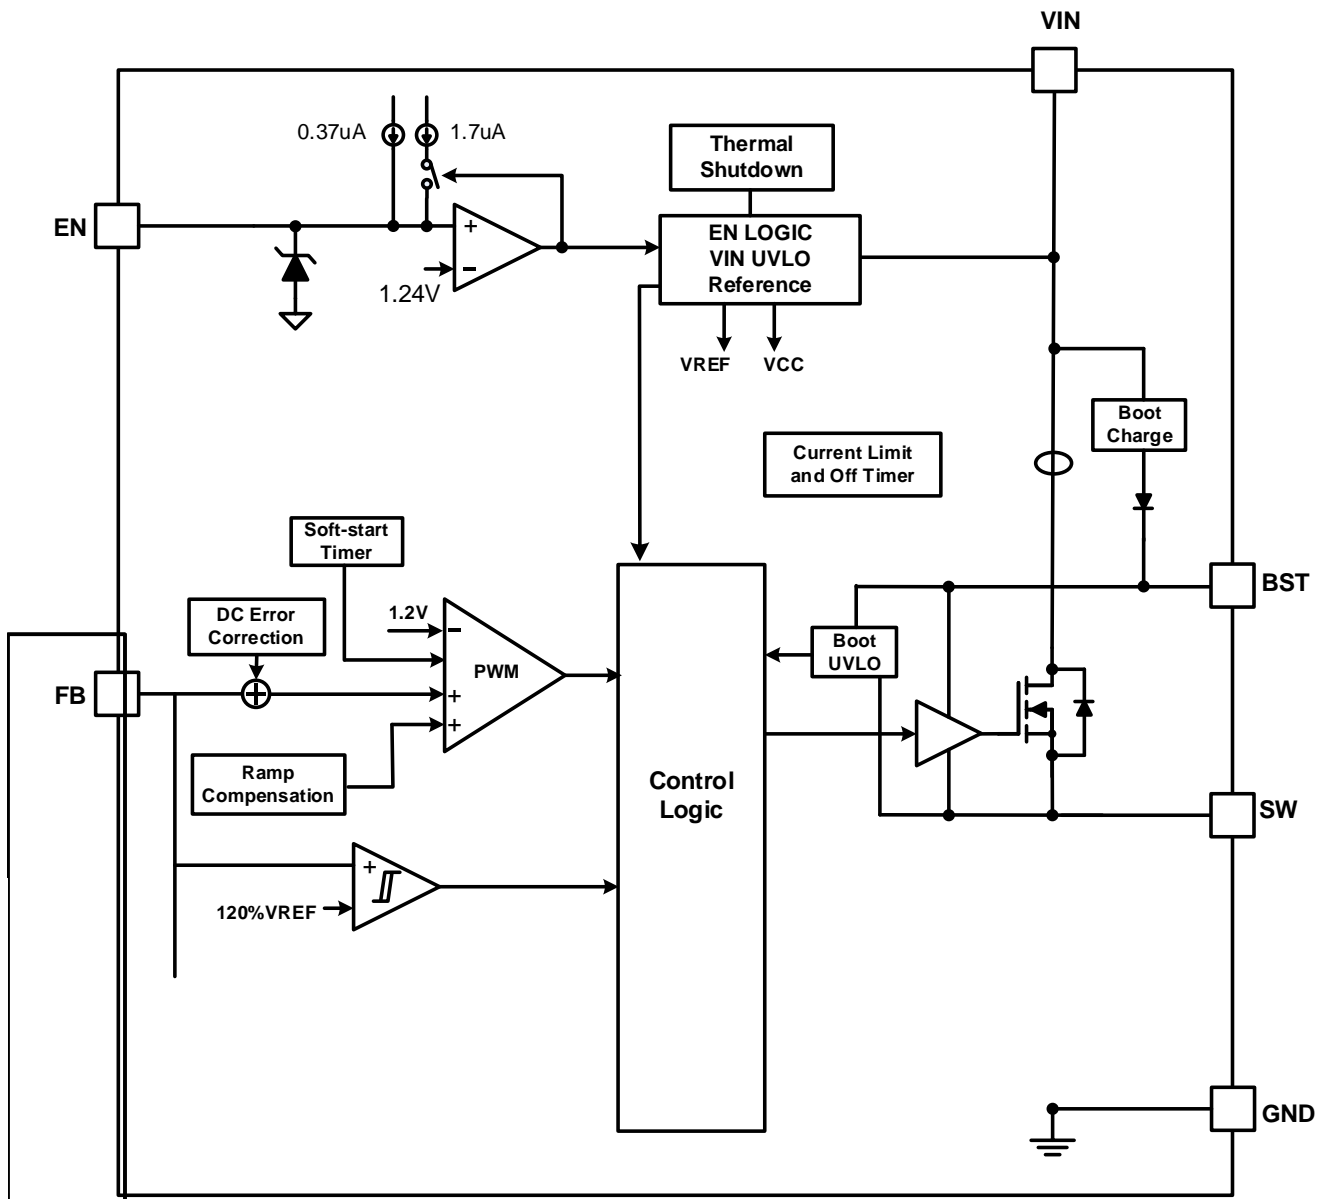 VIN
0.37uA
1.7uA
Thermal
Shutdown
EN
+
EN LOGIC
VIN UVLO
Reference
−
1.24V
VREF
VCC
Boot
Charge
Current Limit
and Off Timer
Soft-start
Timer
BST
DC Error
Correction
1.2V
−
Boot
UVLO
PWM
FB
+
+
Ramp
Compensation
Control
Logic
SW
+
120%VREF
GND